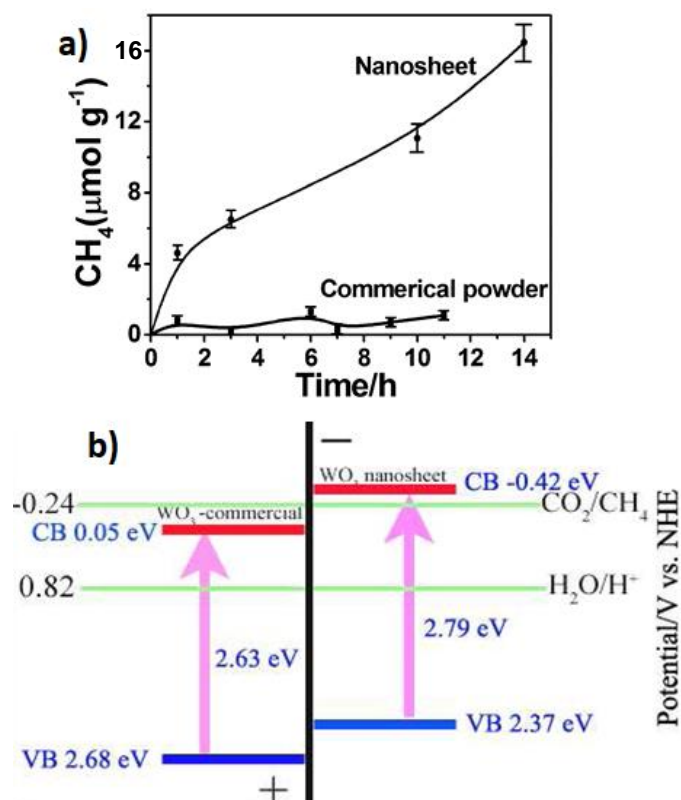 a)
16
12
8
4
0
CH4(μmol g-1)
Nanosheet
Commerical powder
0 2 4 6 8 10 12 14
Time/h
b)
−
WO3 nanosheet
CB -0.42 eV
-0.24
CO2/CH4
WO3-commercial
CB 0.05 eV
0.82
H2O/H+
2.79 eV
2.63 eV
VB 2.37 eV
VB 2.68 eV
+
Potential/V vs. NHE